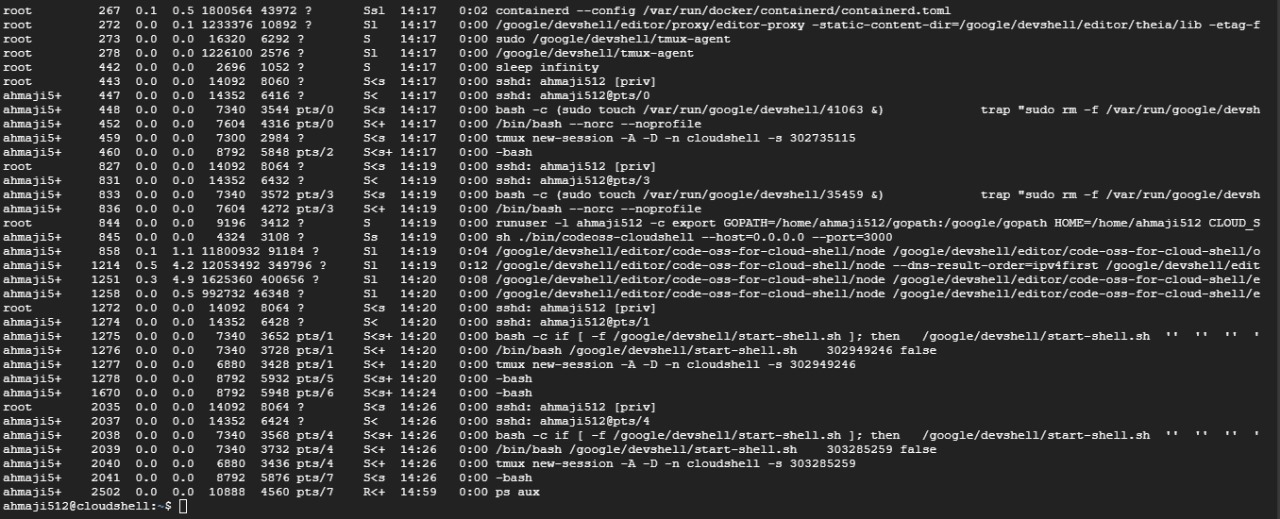 root 267 0.1 0.5 1800564 43972 ? Ssl 14:17 0:02 containerd --config /var/run/docker/containerd/containerd.toml
root 272 0.0 0.1 1233376 10892 ? Sl 14:17 0:00 /google/devshell/editor/proxy/editor-proxy -static-content-dir=/google/devshell/editor/theia/lib -etag-f
root 273 0.0 0.0 16320 6292 ? S 14:17 0:00 sudo /google/devshell/tmux-agent
root 278 0.0 0.0 1226100 2576 ? Sl 14:17 0:00 /google/devshell/tmux-agent
root 442 0.0 0.0 2696 1052 ? S 14:17 0:00 sleep infinity
root 443 0.0 0.0 14092 8060 ? S<s 14:17 0:00 sshd: ahmaji512 [priv]
ahmaji5+ 447 0.0 0.0 14352 6416 ? S< 14:17 0:00 sshd: ahmaji512@pts/0
ahmaji5+ 448 0.0 0.0 7340 3544 pts/0 S<s 14:17 0:00 bash -c (sudo touch /var/run/google/devshell/41063 &) trap "sudo rm -f /var/run/google/devsh
ahmaji5+ 452 0.0 0.0 7604 4316 pts/0 S<+ 14:17 0:00 /bin/bash --norc --noprofile
ahmaji5+ 459 0.0 0.0 7300 2984 ? S<s 14:17 0:00 tmux new-session -A -D -n cloudshell -s 302735115
ahmaji5+ 460 0.0 0.0 8792 5848 pts/2 S<s+ 14:17 0:00 -bash
root 827 0.0 0.0 14092 8064 ? S<s 14:19 0:00 sshd: ahmaji512 [priv]
ahmaji5+ 831 0.0 0.0 14352 6432 ? S< 14:19 0:00 sshd: ahmaji512@pts/3
ahmaji5+ 833 0.0 0.0 7340 3572 pts/3 S<s 14:19 0:00 bash -c (sudo touch /var/run/google/devshell/35459 &) trap "sudo rm -f /var/run/google/devsh
ahmaji5+ 836 0.0 0.0 7604 4272 pts/3 S<+ 14:19 0:00 /bin/bash --norc --noprofile
root 844 0.0 0.0 9196 3412 ? S 14:19 0:00 runuser -l ahmaji512 -c export GOPATH=/home/ahmaji512/gopath:/google/gopath HOME=/home/ahmaji512 CLOUD_S
ahmaji5+ 845 0.0 0.0 4324 3108 ? Ss 14:19 0:00 sh ./bin/codeoss-cloudshell --host=0.0.0.0 --port=3000
ahmaji5+ 858 0.1 1.1 11800932 91184 ? Sl 14:19 0:04 /google/devshell/editor/code-oss-for-cloud-shell/node /google/devshell/editor/code-oss-for-cloud-shell/o
ahmaji5+ 1214 0.5 4.2 12053492 349796 ? Sl 14:19 0:12 /google/devshell/editor/code-oss-for-cloud-shell/node --dns-result-order=ipv4first /google/devshell/edit
ahmaji5+ 1251 0.3 4.9 1625360 400656 ? Sl 14:20 0:08 /google/devshell/editor/code-oss-for-cloud-shell/node /google/devshell/editor/code-oss-for-cloud-shell/e
ahmaji5+ 1258 0.0 0.5 992732 46348 ? Sl 14:20 0:00 /google/devshell/editor/code-oss-for-cloud-shell/node /google/devshell/editor/code-oss-for-cloud-shell/e
root 1272 0.0 0.0 14092 8064 ? S<s 14:20 0:00 sshd: ahmaji512 [priv]
ahmaji5+ 1274 0.0 0.0 14352 6428 ? S< 14:20 0:00 sshd: ahmaji512@pts/1
ahmaji5+ 1275 0.0 0.0 7340 3652 pts/1 S<s+ 14:20 0:00 bash -c if [ -f /google/devshell/start-shell.sh ]; then /google/devshell/start-shell.sh '' '' '' '
ahmaji5+ 1276 0.0 0.0 7340 3728 pts/1 S<+ 14:20 0:00 /bin/bash /google/devshell/start-shell.sh 302949246 false
ahmaji5+ 1277 0.0 0.0 6880 3428 pts/1 S<+ 14:20 0:00 tmux new-session -A -D -n cloudshell -s 302949246
ahmaji5+ 1278 0.0 0.0 8792 5932 pts/5 S<s+ 14:20 0:00 -bash
ahmaji5+ 1670 0.0 0.0 8792 5948 pts/6 S<s+ 14:24 0:00 -bash
root 2035 0.0 0.0 14092 8064 ? S<s 14:26 0:00 sshd: ahmaji512 [priv]
ahmaji5+ 2037 0.0 0.0 14352 6424 ? S< 14:26 0:00 sshd: ahmaji512@pts/4
ahmaji5+ 2038 0.0 0.0 7340 3568 pts/4 S<s+ 14:26 0:00 bash -c if [ -f /google/devshell/start-shell.sh ]; then /google/devshell/start-shell.sh '' '' '' '
ahmaji5+ 2039 0.0 0.0 7340 3732 pts/4 S<+ 14:26 0:00 /bin/bash /google/devshell/start-shell.sh 303285259 false
ahmaji5+ 2040 0.0 0.0 6880 3436 pts/4 S<+ 14:26 0:00 tmux new-session -A -D -n cloudshell -s 303285259
ahmaji5+ 2041 0.0 0.0 8792 5876 pts/7 S<s 14:26 0:00 -bash
ahmaji5+ 2502 0.0 0.0 10888 4560 pts/7 R<+ 14:59 0:00 ps aux
ahmaji512@cloudshell:~$